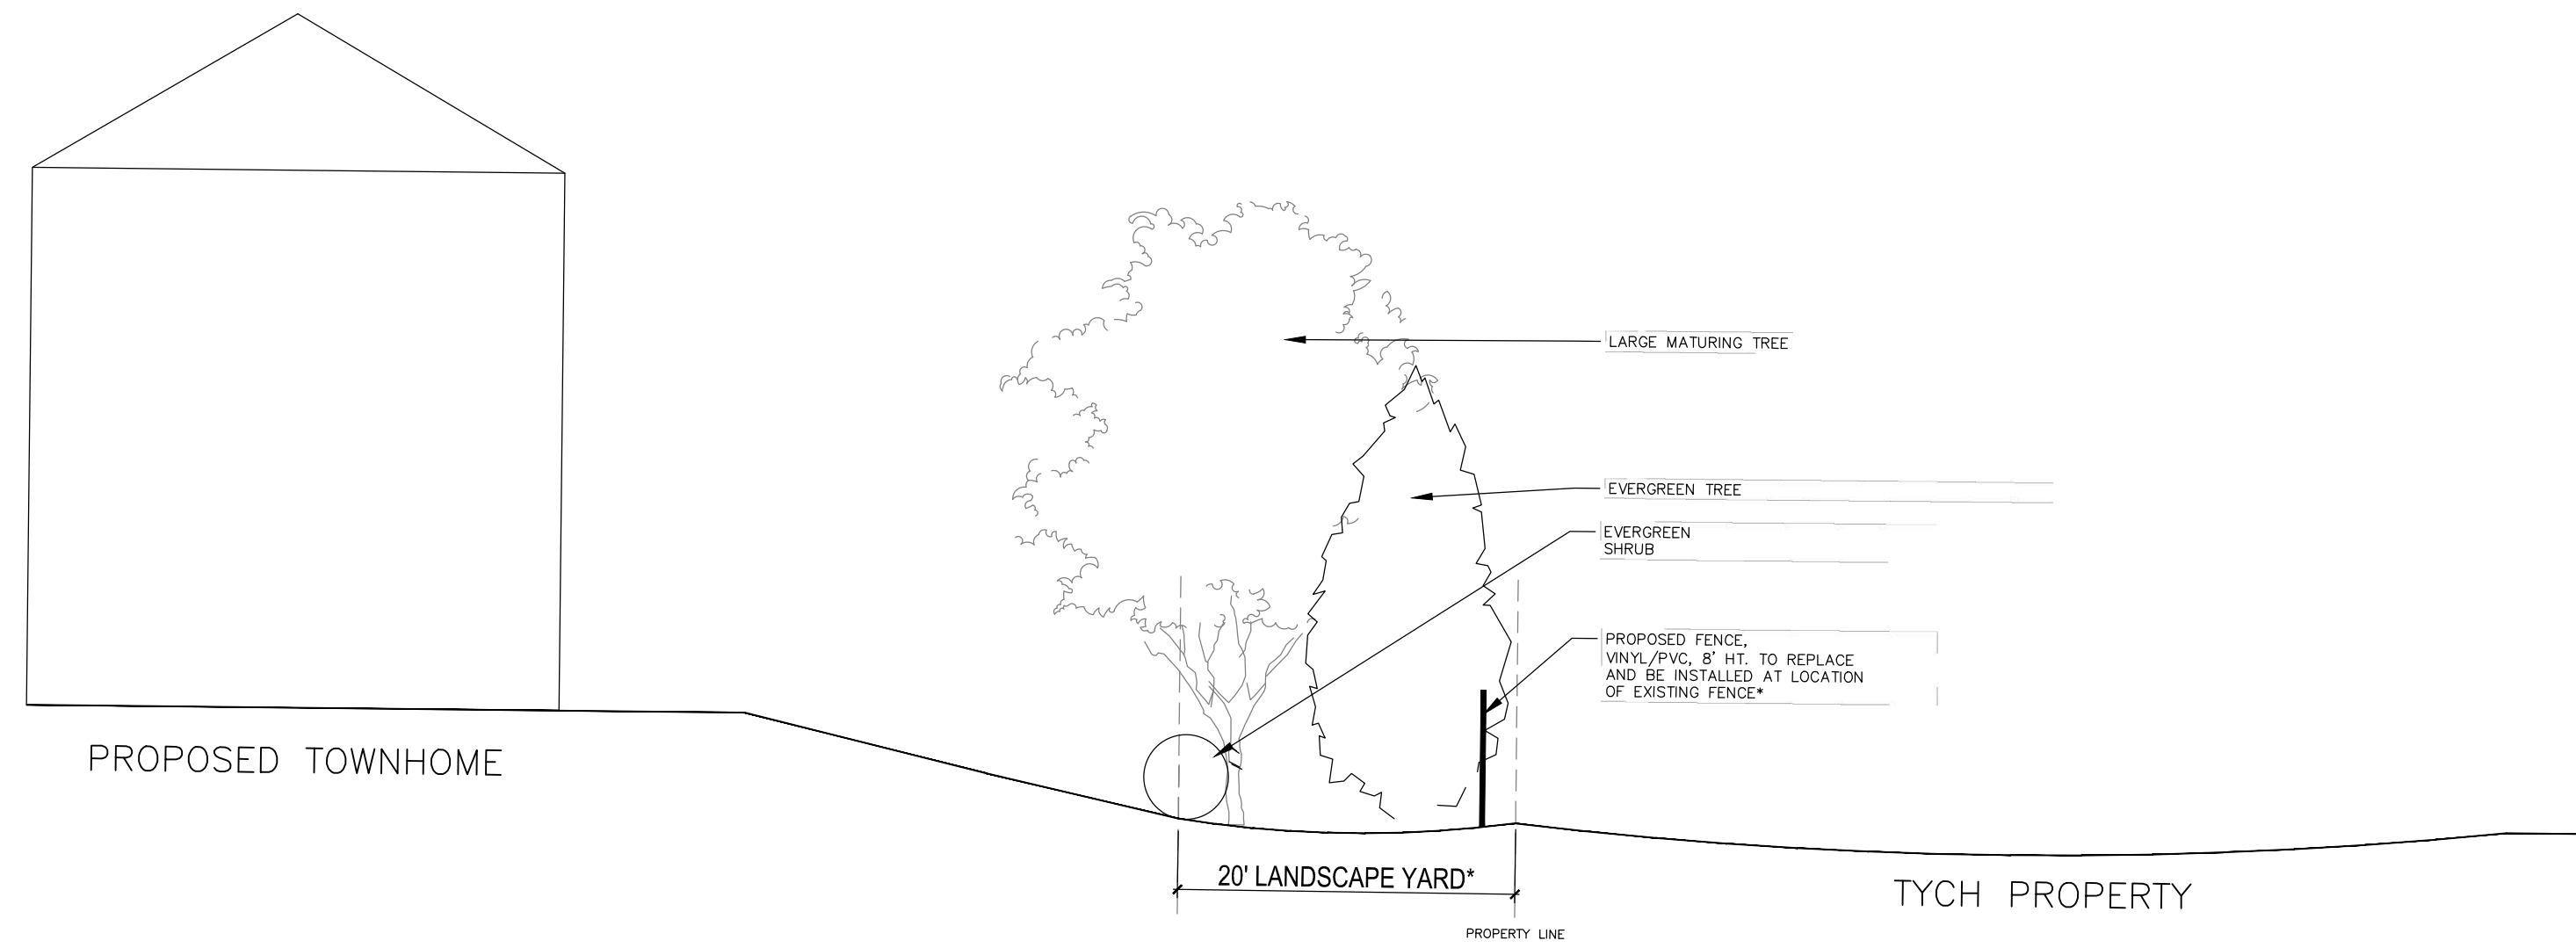 LARGE MATURING TREE
EVERGREEN TREE
EVERGREEN
SHRUB
PROPOSED FENCE,
VINYL/PVC, 8' HT. TO REPLACE
AND BE INSTALLED AT LOCATION
OF EXISTING FENCE*
PROPOSED TOWNHOME
20' LANDSCAPE YARD*
TYCH PROPERTY
PROPERTY LINE